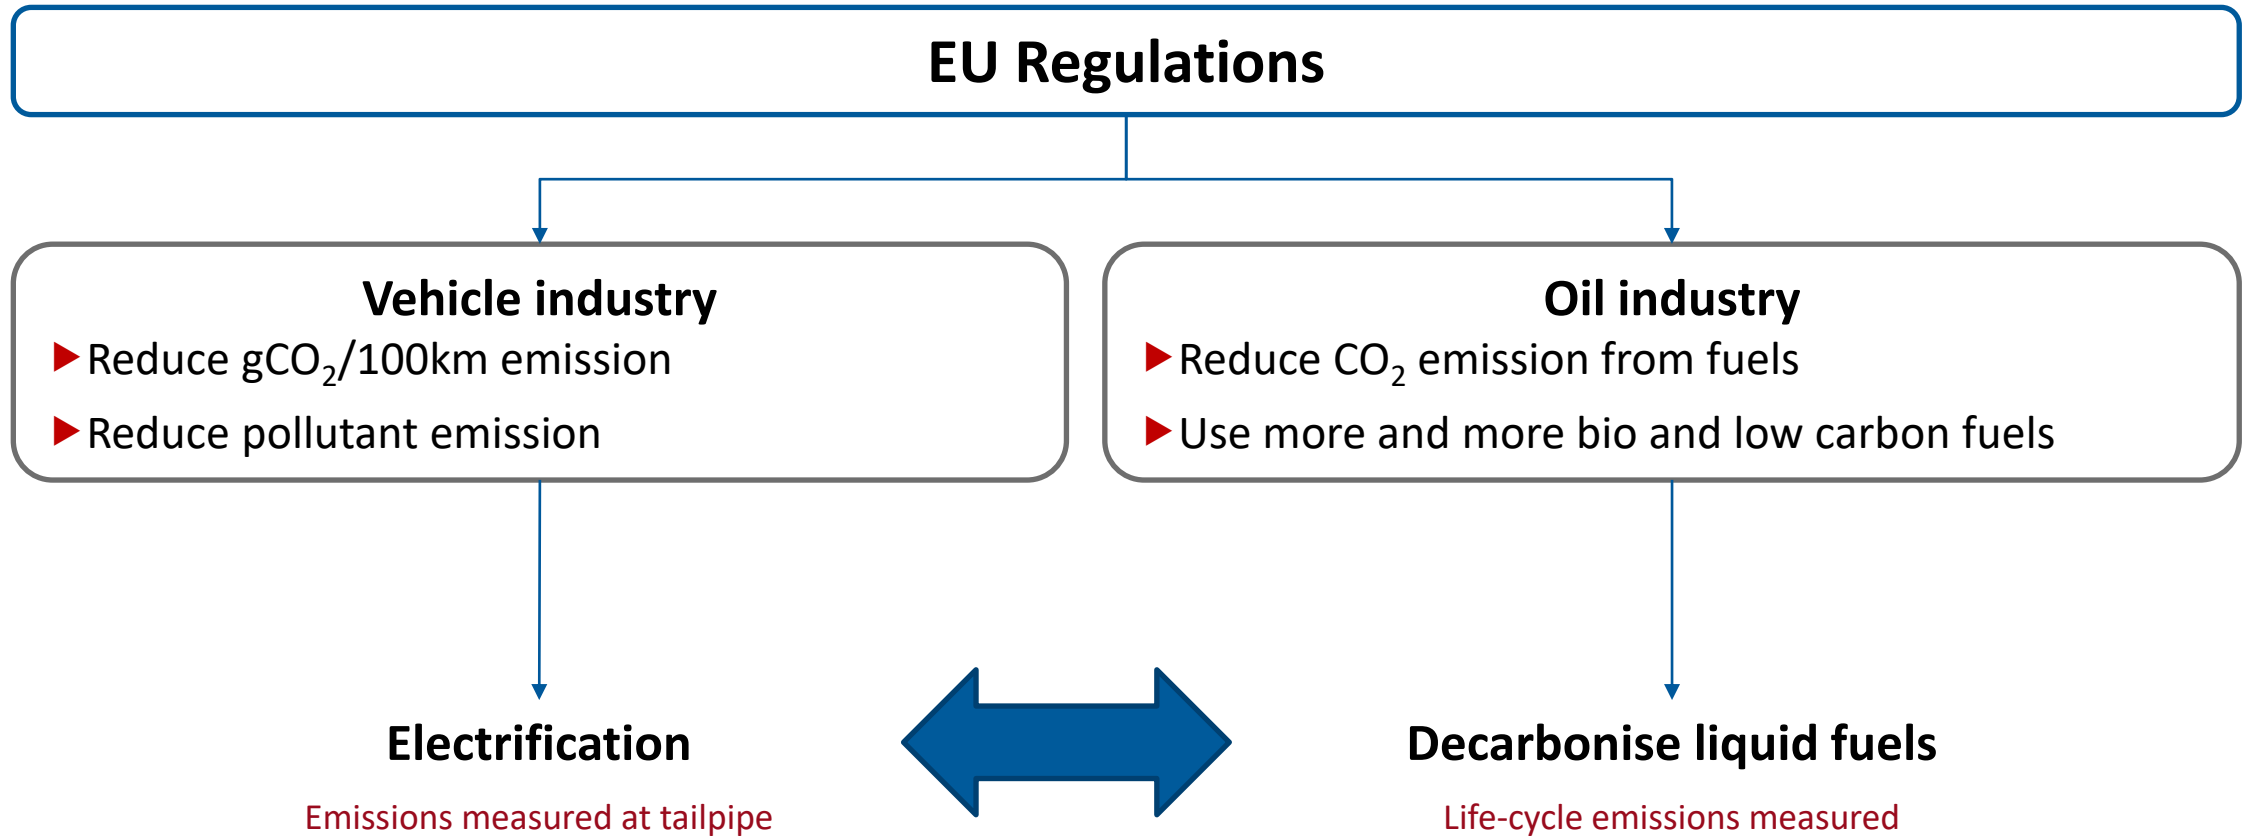 EU Regulations
Vehicle industry
Reduce gCO₂/100km emission
Reduce pollutant emission
Oil industry
Reduce CO₂ emission from fuels
Use more and more bio and low carbon fuels
Electrification
Emissions measured at tailpipe
Decarbonise liquid fuels
Life-cycle emissions measured